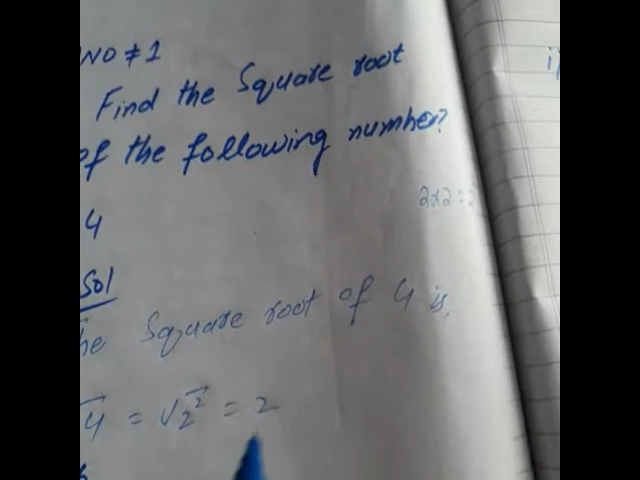 NO ≠ 1
Find the Square root
of the following number?
4
2x2=2
Sol
The Square root of 4 is,
√4 = √2² = 2